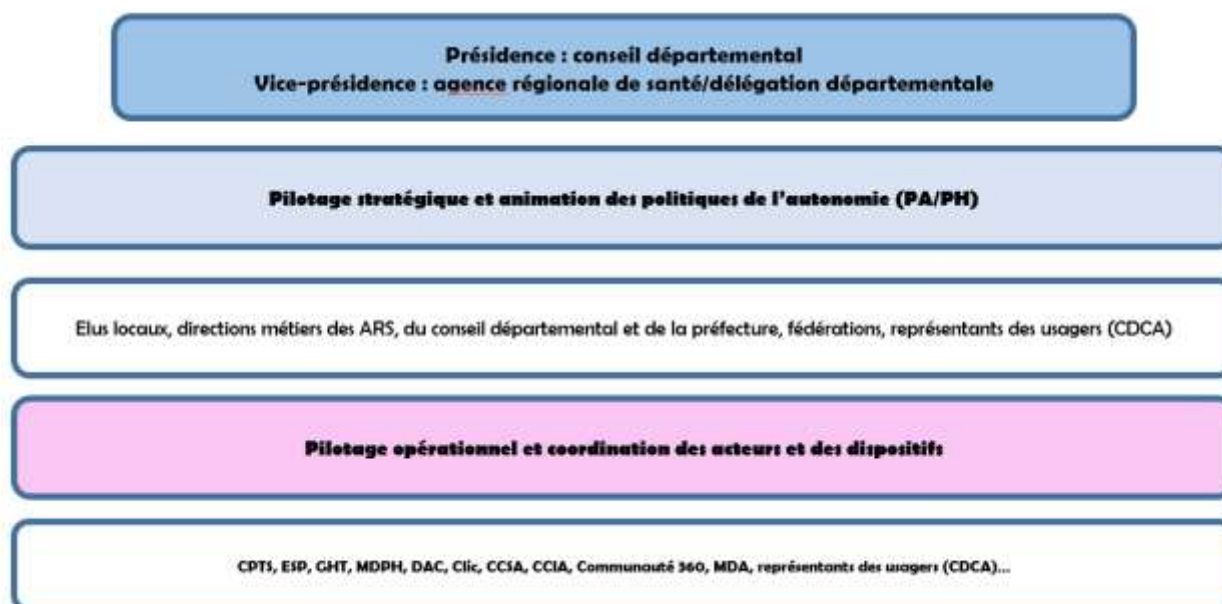 Présidence : conseil départemental
Vice-présidence : agence régionale de santé/délégation départementale
Pilotage stratégique et animation des politiques de l'autonomie (PA/PH)
Elus locaux, directions métiers des ARS, du conseil départemental et de la préfecture, fédérations, représentants des usagers (CDCA)
Pilotage opérationnel et coordination des acteurs et des dispositifs
CPTS, ESP, GHT, MDPH, DAC, Clic, CCSA, CCIA, Communauté 360, MDA, représentants des usagers (CDCA)...